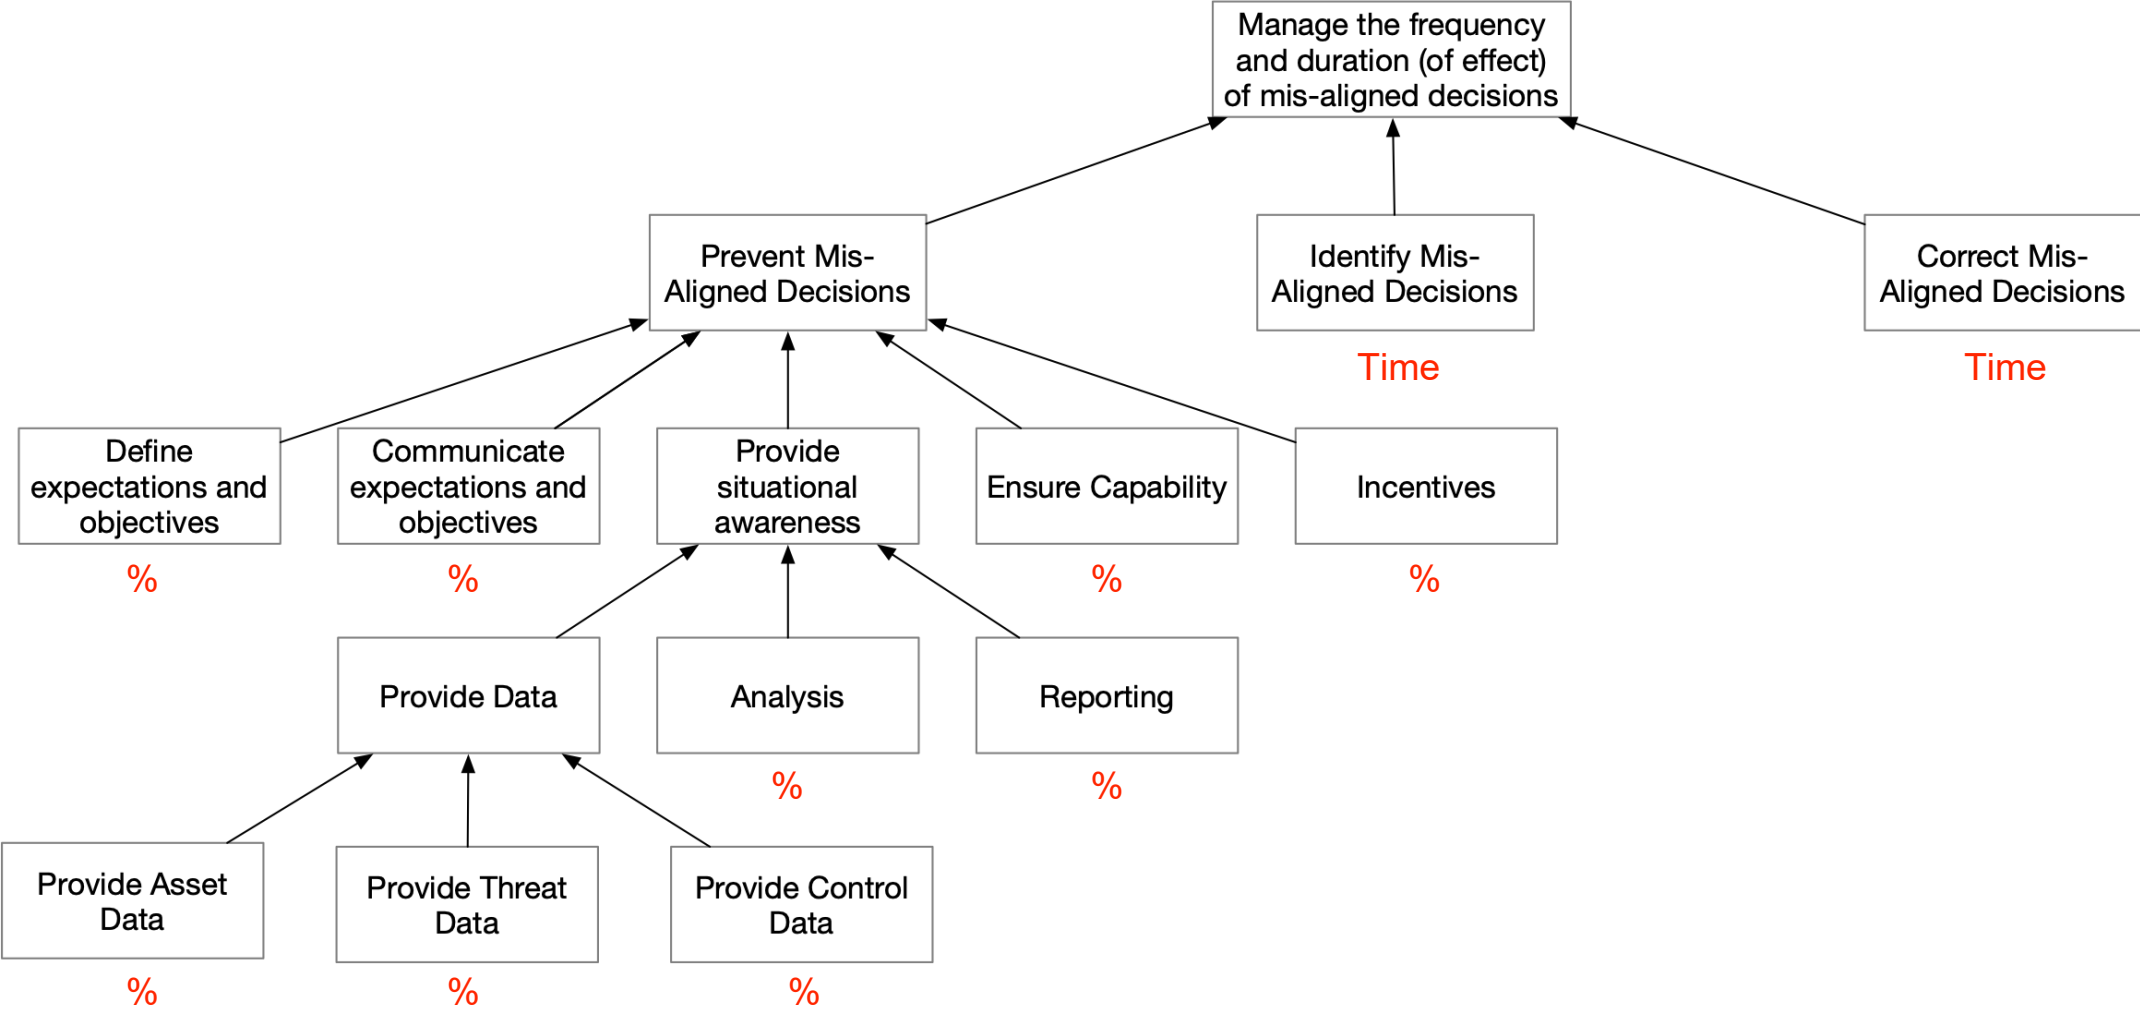 Manage the frequency
and duration (of effect)
of mis-aligned decisions
Prevent Mis-
Aligned Decisions
Identify Mis-
Aligned Decisions
Correct Mis-
Aligned Decisions
Time
Time
Define
expectations and
objectives
Communicate
expectations and
objectives
Provide
situational
awareness
Ensure Capability
Incentives
%
%
%
%
Provide Data
Analysis
Reporting
%
%
Provide Asset
Data
Provide Threat
Data
Provide Control
Data
%
%
%